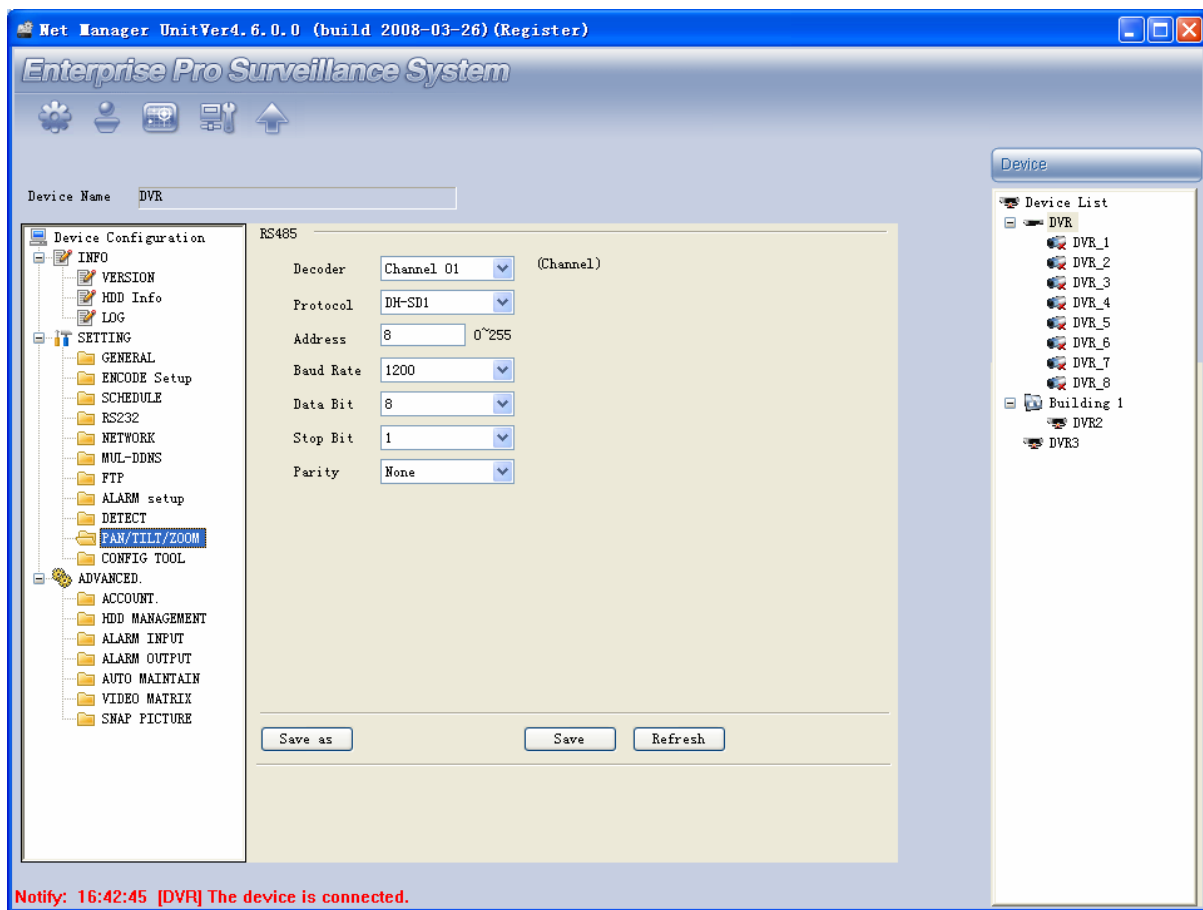 Net Manager UnitVer4.6.0.0 (build 2008-03-26)(Register)
Enterprise Pro Surveillance System
Device Name DVR
Device Configuration
INFO
VERSION
HDD Info
LOG
SETTING
GENERAL
ENCODE Setup
SCHEDULE
RS232
NETWORK
MUL-DDNS
FTP
ALARM setup
DETECT
PAN/TILT/ZOOM
CONFIG TOOL
ADVANCED.
ACCOUNT.
HDD MANAGEMENT
ALARM INPUT
ALARM OUTPUT
AUTO MAINTAIN
VIDEO MATRIX
SNAP PICTURE
RS485
Decoder Channel 01 (Channel)
Protocol DH-SD1
Address 8 0~255
Baud Rate 1200
Data Bit 8
Stop Bit 1
Parity None
Save as Save Refresh
Device
Device List
DVR
DVR_1
DVR_2
DVR_3
DVR_4
DVR_5
DVR_6
DVR_7
DVR_8
Building 1
DVR2
DVR3
Notify: 16:42:45 [DVR] The device is connected.